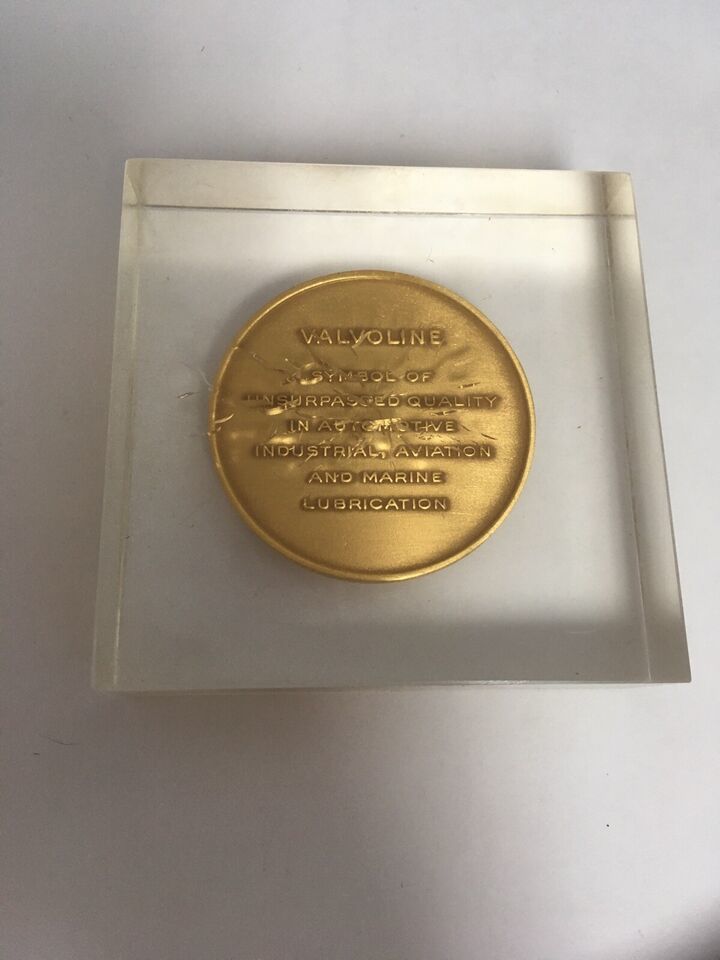 VALVOLINE
SYMBOL OF
UNSURPASSED QUALITY
IN AUTOMOTIVE
INDUSTRIAL, AVIATION
AND MARINE
LUBRICATION